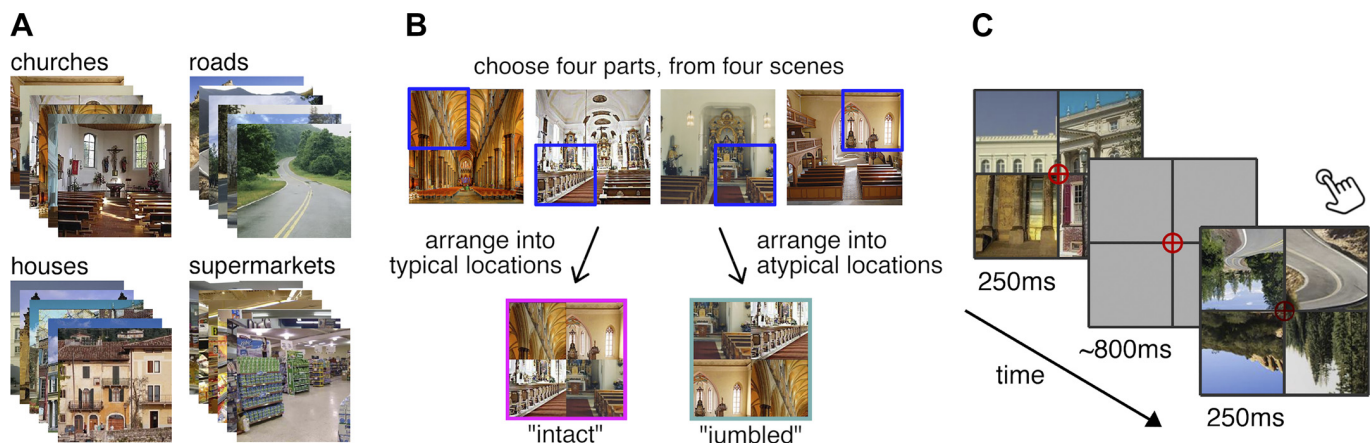 A
churches
roads
houses
supermarkets
B
choose four parts, from four scenes
arrange into
typical locations
arrange into
atypical locations
"intact"
"jumbled"
C
250ms
~800ms
time
250ms